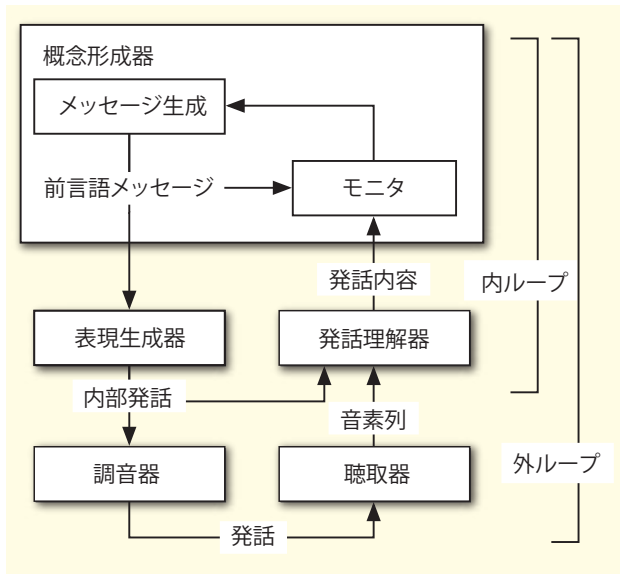 概念形成器
メッセージ生成
前言語メッセージ
モニタ
発話内容
内ループ
表現生成器
発話理解器
内部発話
音素列
外ループ
調音器
聴取器
発話